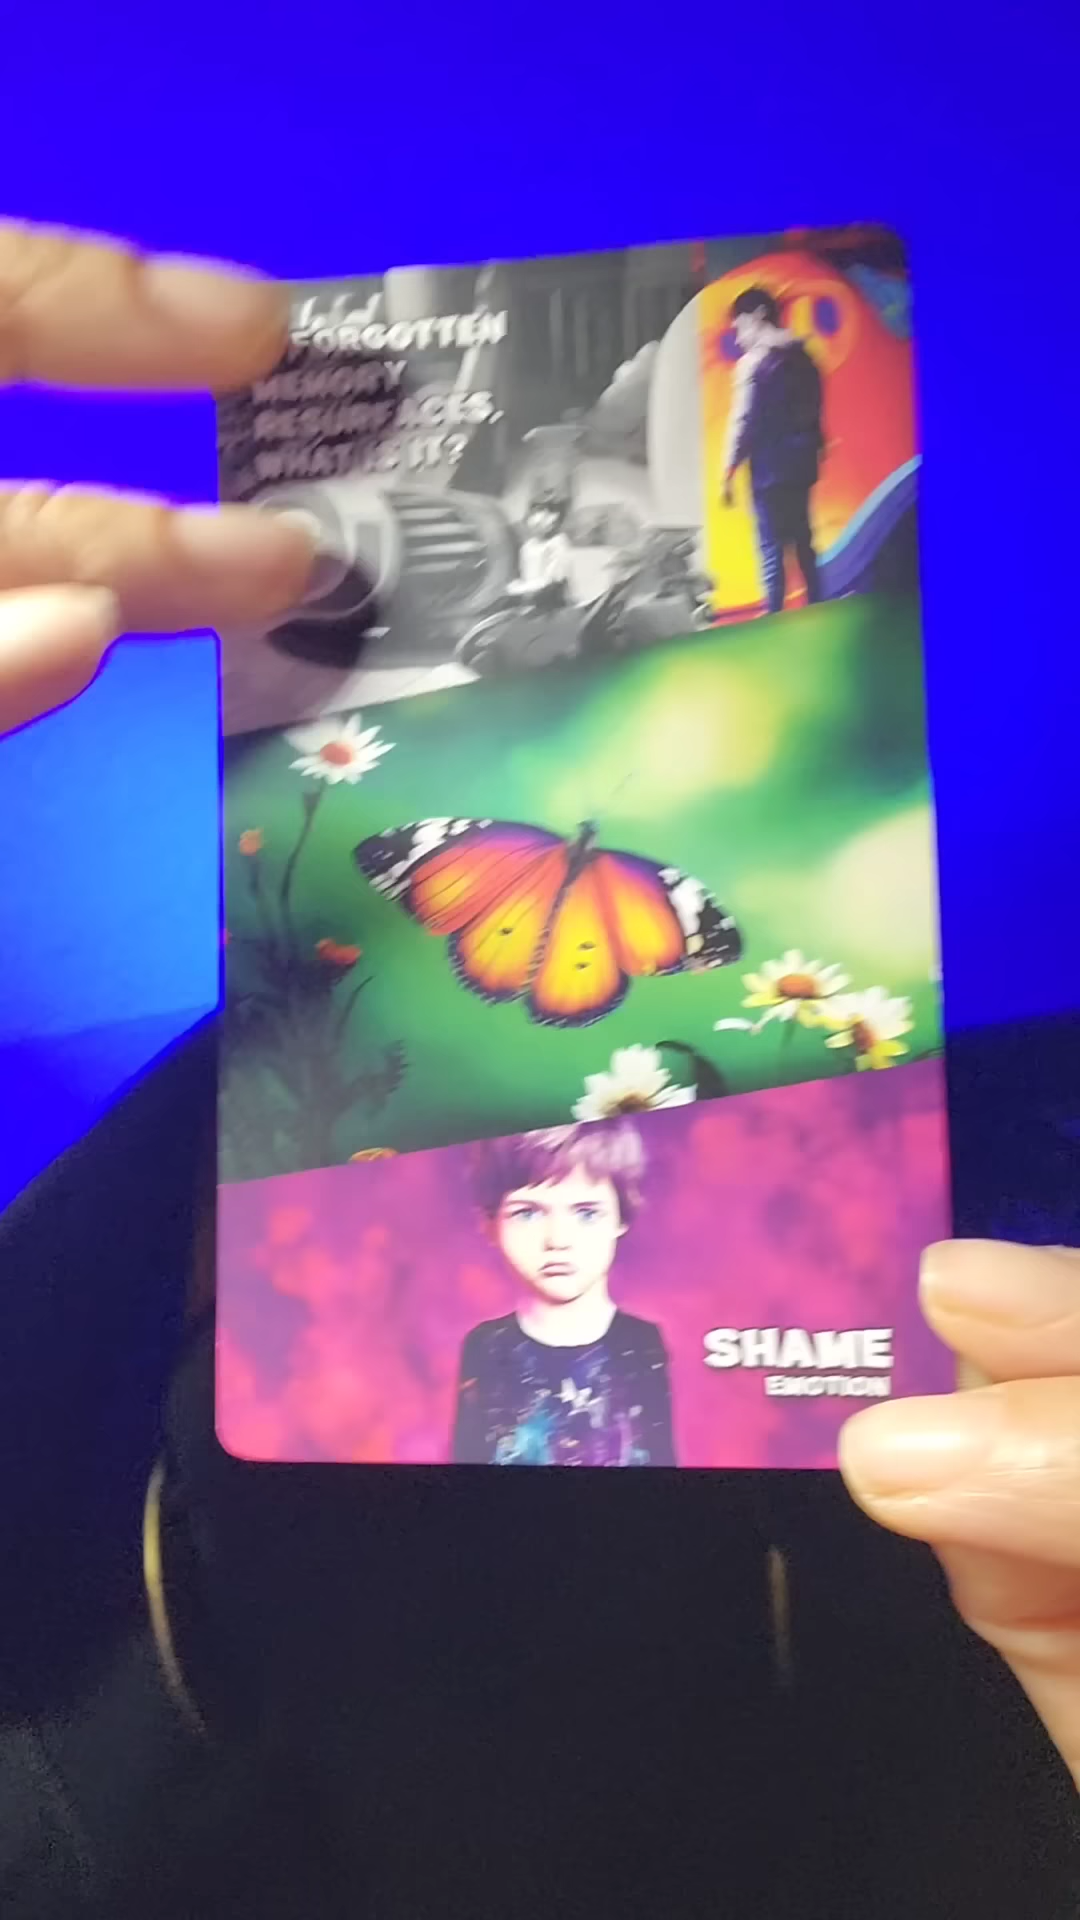 FORGOTTEN
MEMORY
RESURFACES.
WHAT IS IT?
SHAME
EMOTION